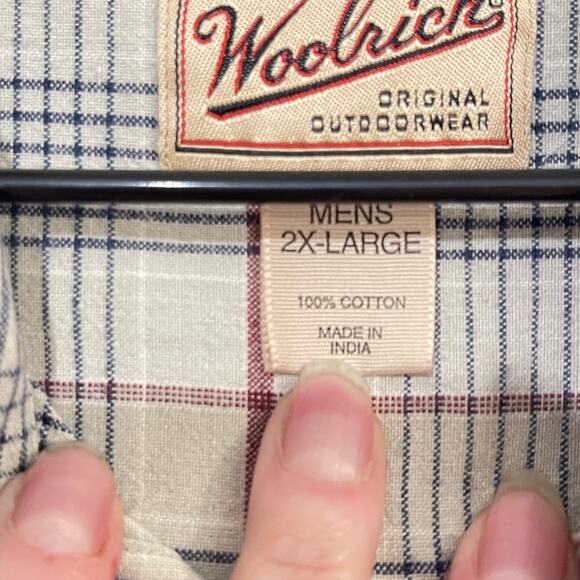 Woolrich
ORIGINAL
OUTDOORWEAR
MENS
2X-LARGE
100% COTTON
MADE IN
INDIA